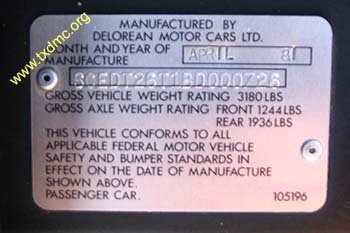 MANUFACTURED BY
DELOREAN MOTOR CARS LTD.
MONTH AND YEAR OF
MANUFACTURE APRIL 81
GROSS VEHICLE WEIGHT RATING 3180 LBS
GROSS AXLE WEIGHT RATING FRONT 1244 LBS
REAR 1936 LBS
THIS VEHICLE CONFORMS TO ALL
APPLICABLE FEDERAL MOTOR VEHICLE
SAFETY AND BUMPER STANDARDS IN
EFFECT ON THE DATE OF MANUFACTURE
SHOWN ABOVE.
PASSENGER CAR. 105196
www.txdmc.org